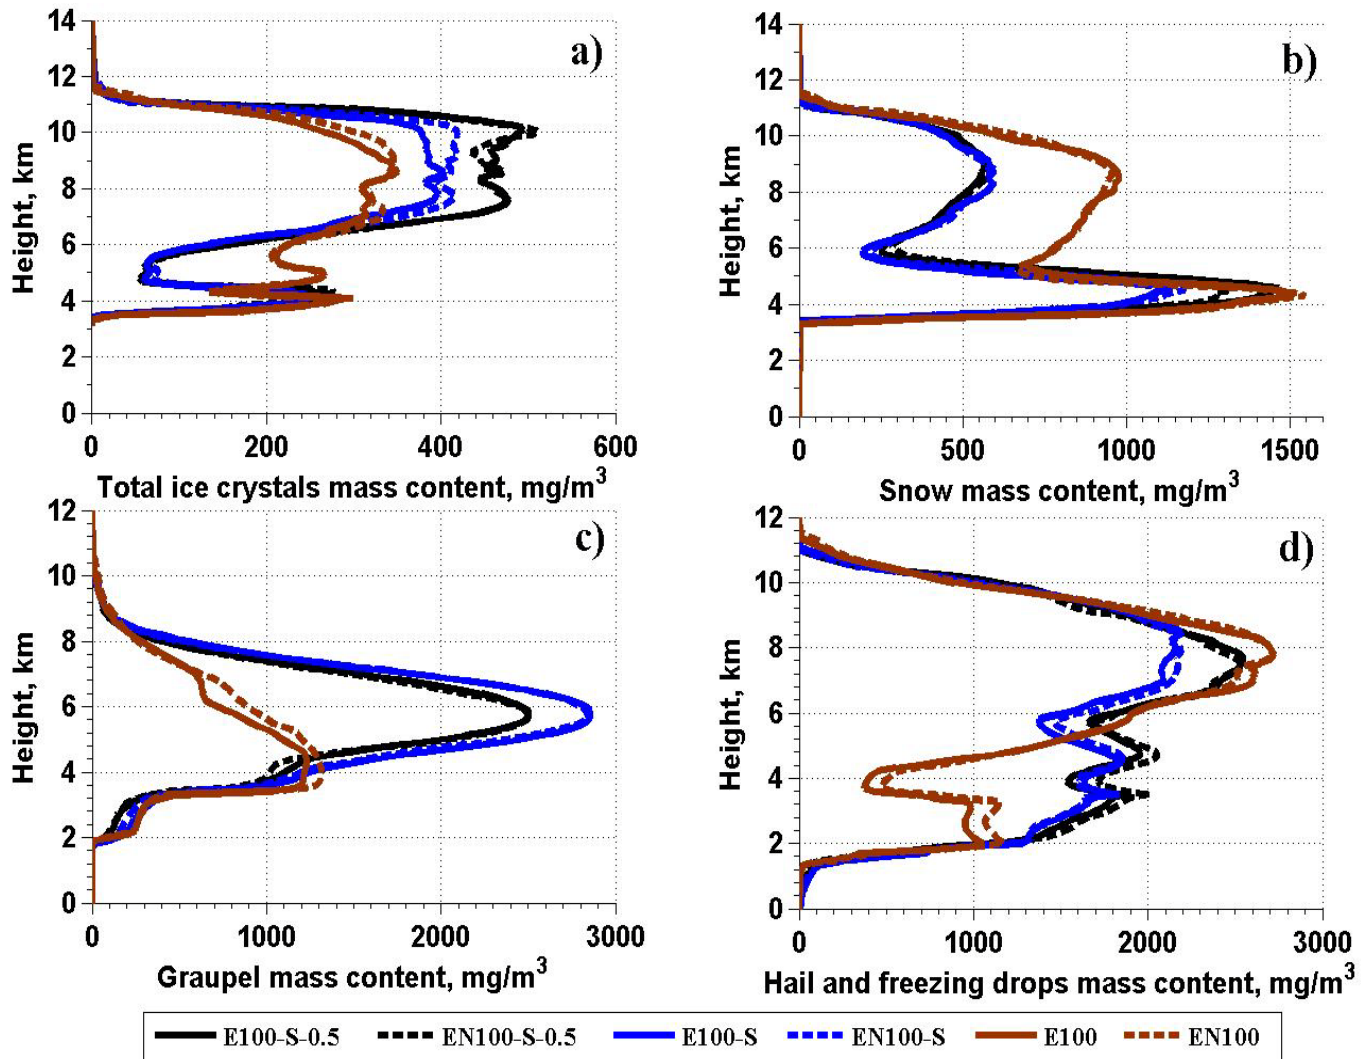 a)
14
12
10
8
6
4
2
0
Height, km
0 200 400 600
Total ice crystals mass content, mg/m³
b)
14
12
10
8
6
4
2
0
Height, km
0 500 1000 1500
Snow mass content, mg/m³
c)
12
10
8
6
4
2
0
Height, km
0 1000 2000 3000
Graupel mass content, mg/m³
d)
12
10
8
6
4
2
0
Height, km
0 1000 2000 3000
Hail and freezing drops mass content, mg/m³
E100-S-0.5 EN100-S-0.5 E100-S EN100-S E100 EN100